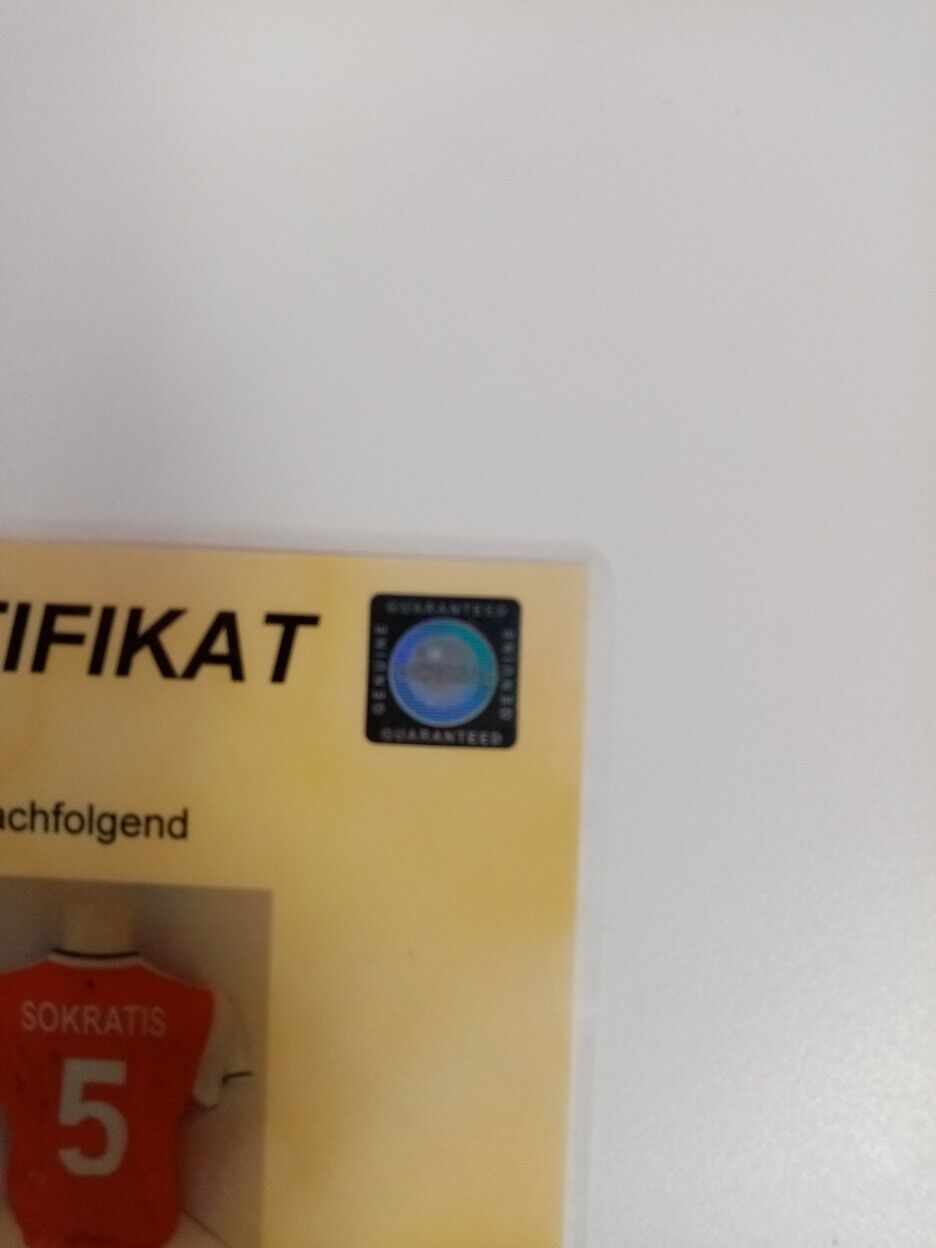 TIFIKAT
GUARANTEED
GENUINE
GENUINE
GUARANTEED
achfolgend
SOKRATIS
5